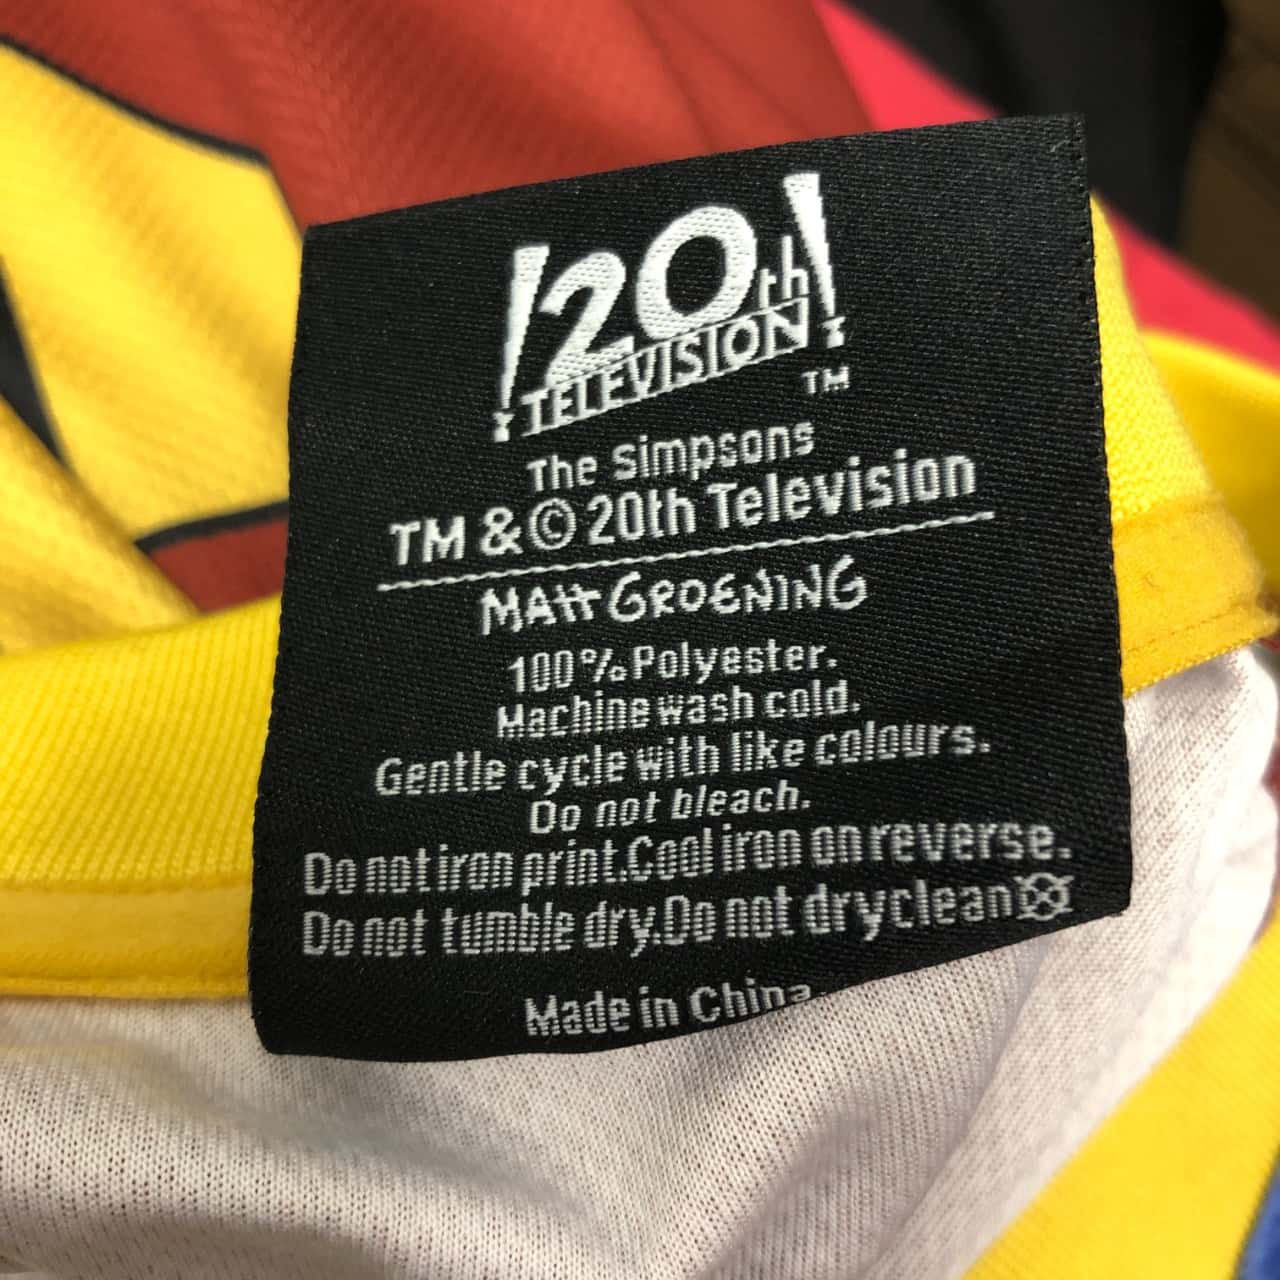 20th
TELEVISION
TM
The Simpsons
TM & © 20th Television
MATT GROENING
100% Polyester.
Machine wash cold.
Gentle cycle with like colours.
Do not bleach.
Do not iron print. Cool iron on reverse.
Do not tumble dry. Do not dryclean
Made in China